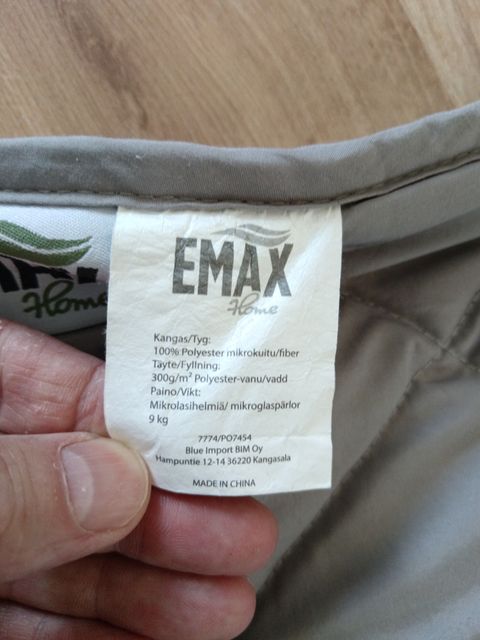 EMAX
Home
Home
Kangas/Tyg:
100% Polyester mikrokuitu/fiber
Täyte/Fyllning:
300g/m² Polyester-vanu/vadd
Paino/Vikt:
Mikrolasihelmiä/ mikroglaspärlor
9 kg
7774/PO7454
Blue Import BIM Oy
Hampuntie 12-14 36220 Kangasala
MADE IN CHINA